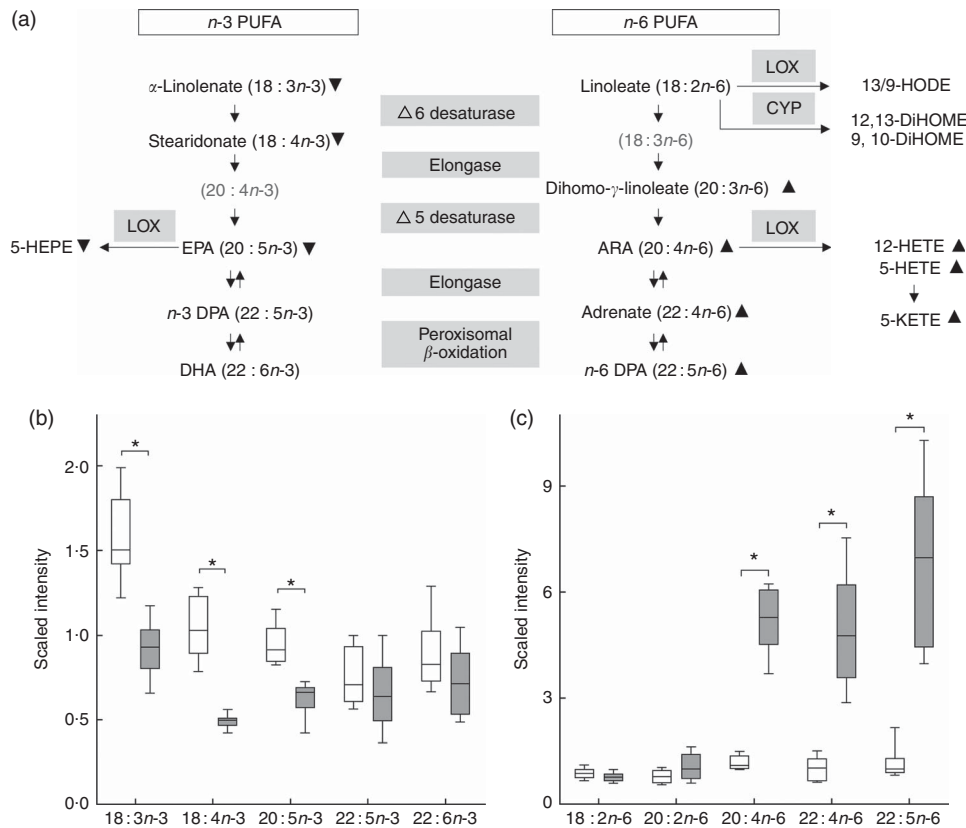 (a)
n-3 PUFA
n-6 PUFA
α-Linolenate (18 : 3n-3) ▼
Stearidonate (18 : 4n-3) ▼
(20 : 4n-3)
LOX
5-HEPE ▼
EPA (20 : 5n-3) ▼
n-3 DPA (22 : 5n-3)
DHA (22 : 6n-3)
△6 desaturase
Elongase
△5 desaturase
Elongase
Peroxisomal
β-oxidation
Linoleate (18 : 2n-6)
LOX
13/9-HODE
CYP
12,13-DiHOME
9, 10-DiHOME
(18 : 3n-6)
Dihomo-γ-linoleate (20 : 3n-6) ▲
ARA (20 : 4n-6) ▲
LOX
12-HETE ▲
5-HETE ▲
5-KETE ▲
Adrenate (22 : 4n-6) ▲
n-6 DPA (22 : 5n-6) ▲
(b)
Scaled intensity
2·0
1·5
1·0
0·5
0·0
*
*
*
18 : 3n-3 18 : 4n-3 20 : 5n-3 22 : 5n-3 22 : 6n-3
(c)
Scaled intensity
9
6
3
0
*
*
*
18 : 2n-6 20 : 2n-6 20 : 4n-6 22 : 4n-6 22 : 5n-6